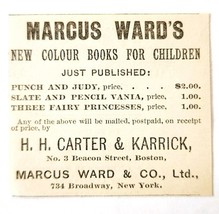 MARCUS WARD'S
NEW COLOUR BOOKS FOR CHILDREN
JUST PUBLISHED:
PUNCH AND JUDY, price, . . . $2.00.
SLATE AND PENCIL VANIA, price, 1.00.
THREE FAIRY PRINCESSES, price, 1.00.
Any of the above will be mailed, postpaid, on receipt
of price, by
H. H. CARTER & KARRICK,
No. 3 Beacon Street, Boston,
MARCUS WARD & CO., Ltd.,
734 Broadway, New York.